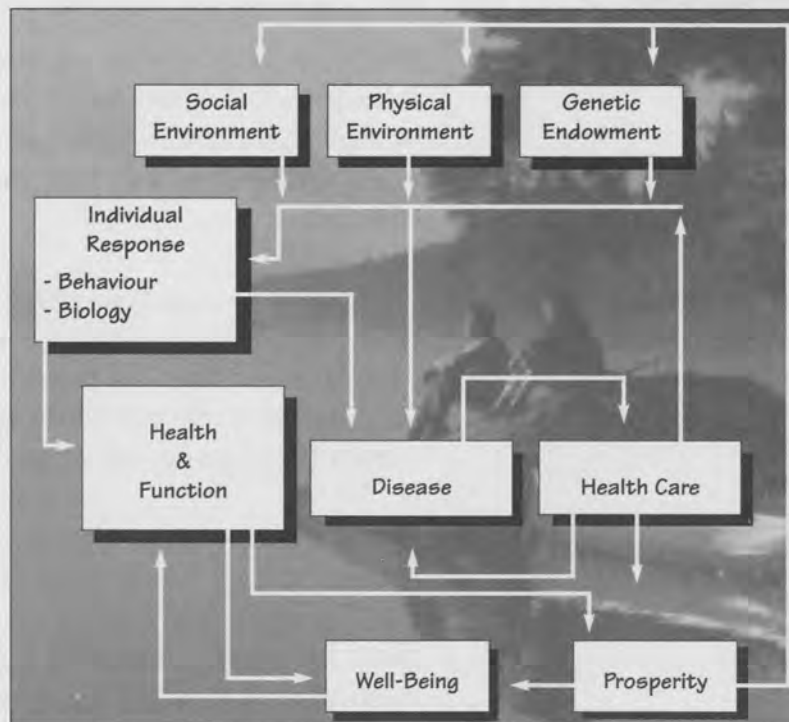 Social
Environment
Physical
Environment
Genetic
Endowment
Individual
Response
- Behaviour
- Biology
Health
&
Function
Disease
Health Care
Well-Being
Prosperity